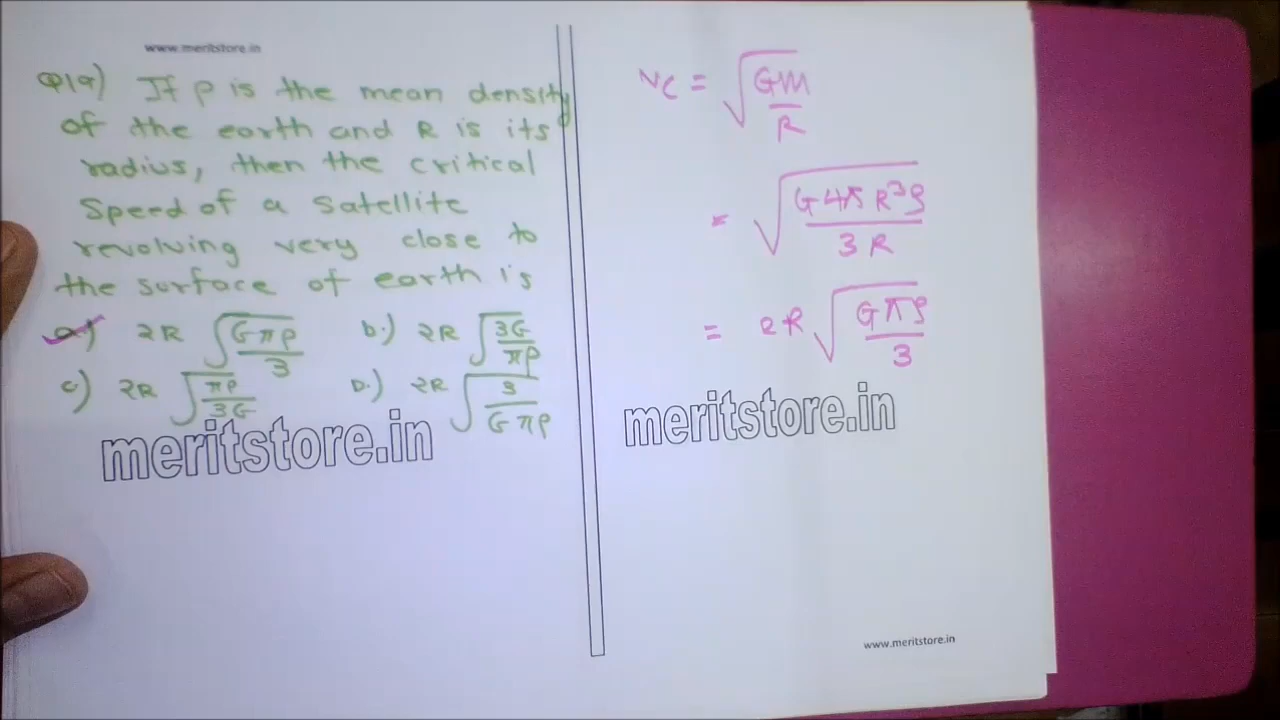 www.meritstore.in
Q19) If ρ is the mean density
of the earth and R is its
radius, then the critical
Speed of a satellite
revolving very close to
the surface of earth is
a) 2R √(Gπρ/3) b.) 2R √(3G/πρ)
c) 2R √(πρ/3G) D.) 2R √(3/Gπρ)
meritstore.in
Vc = √(GM/R)
= √(G4πR³ρ/3R)
= 2R √(Gπρ/3)
meritstore.in
www.meritstore.in